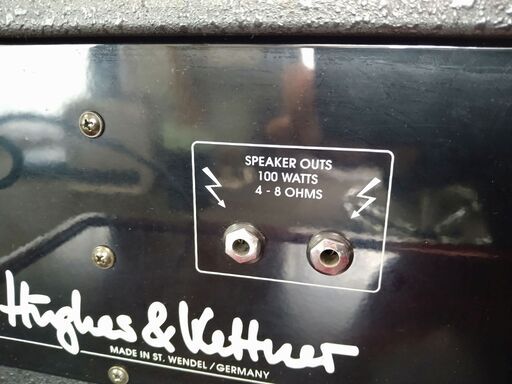 SPEAKER OUTS
100 WATTS
4 - 8 OHMS
Hughes & Kettner
MADE IN ST. WENDEL / GERMANY